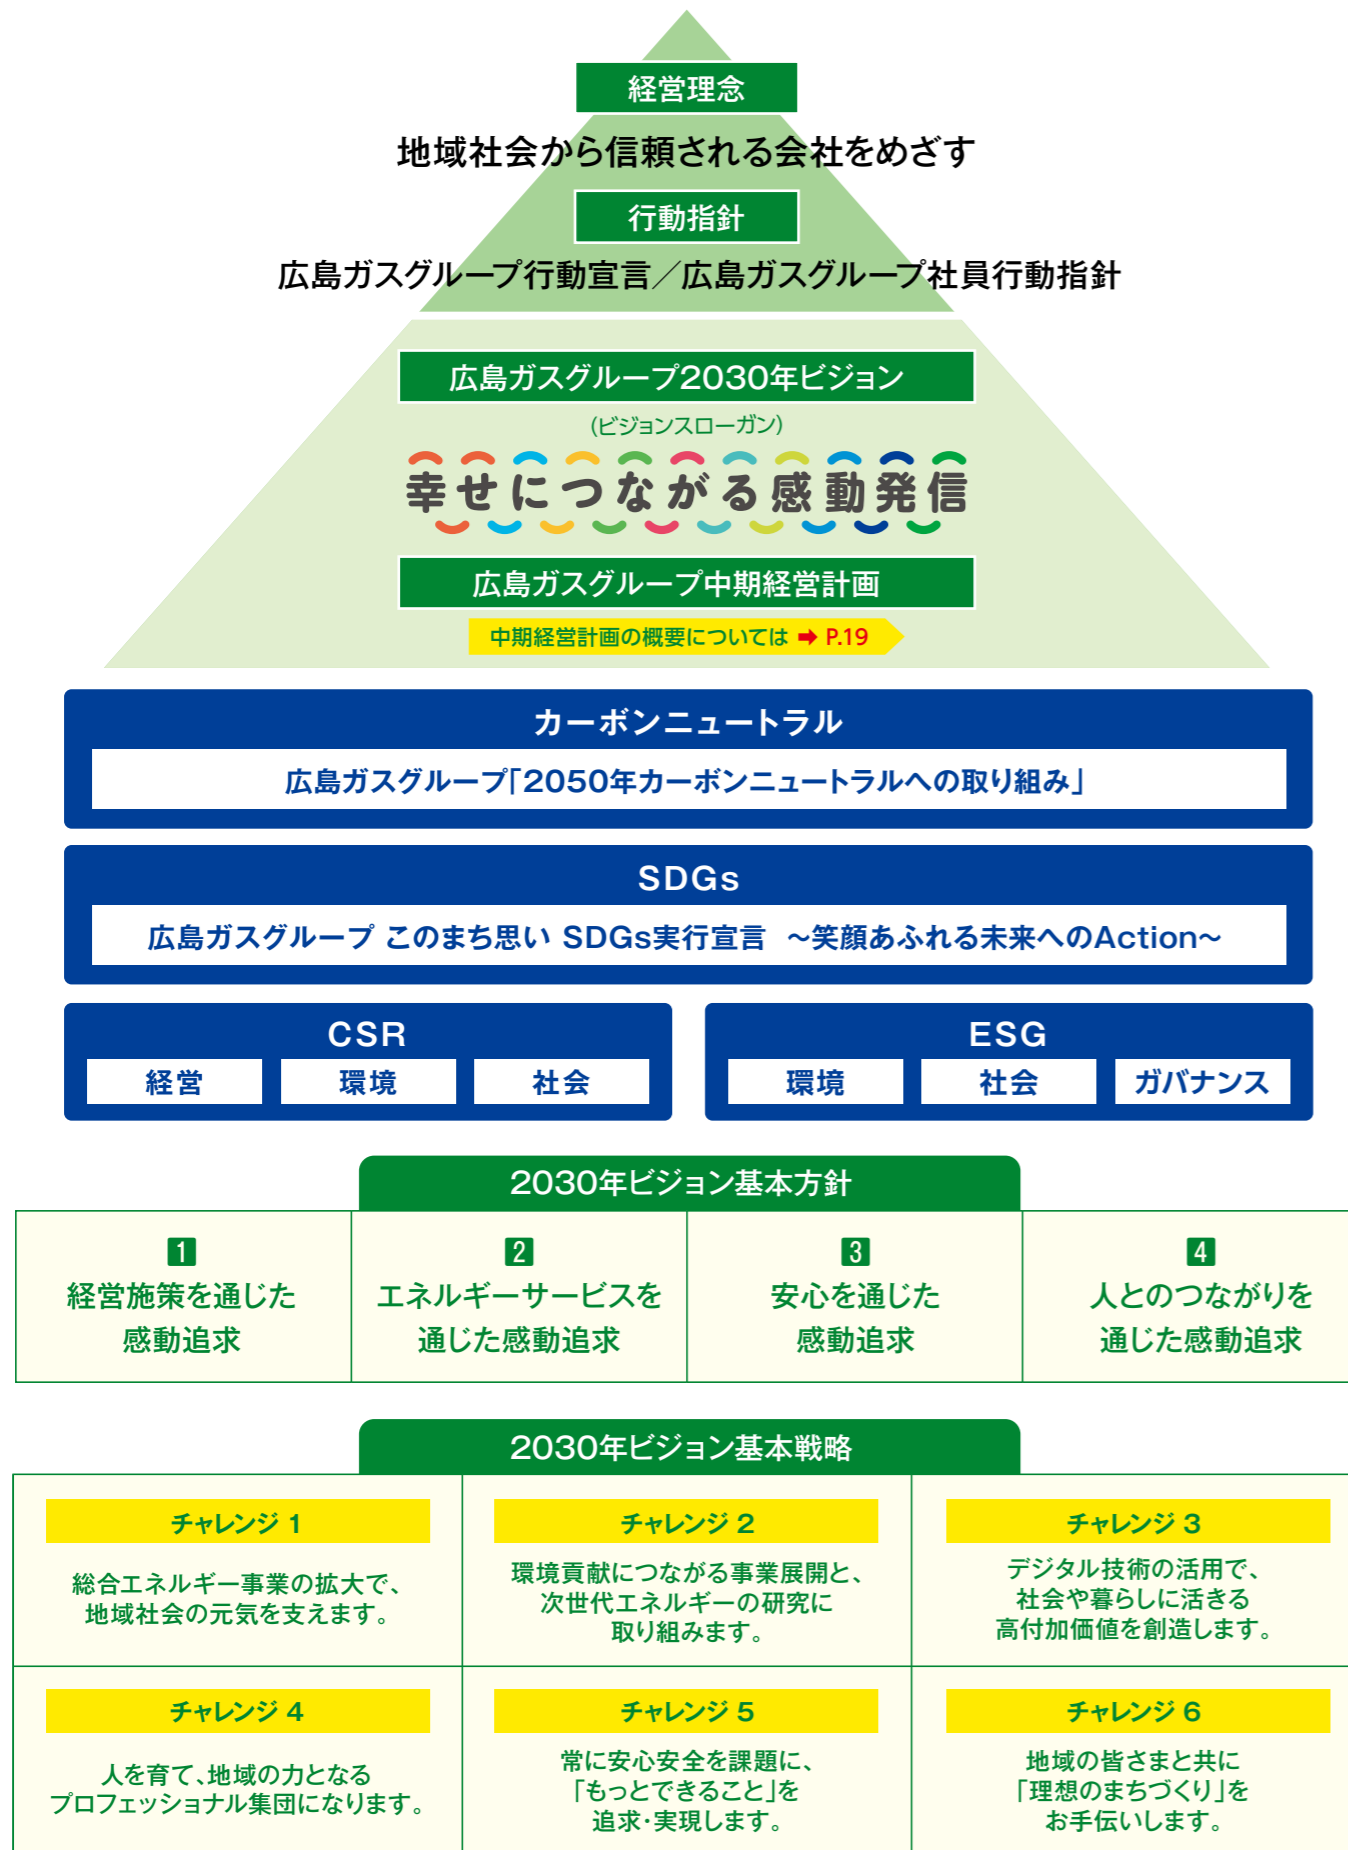 経営理念
地域社会から信頼される会社をめざす
行動指針
広島ガスグループ行動宣言／広島ガスグループ社員行動指針
広島ガスグループ2030年ビジョン
(ビジョンスローガン)
幸せにつながる感動発信
広島ガスグループ中期経営計画
中期経営計画の概要については ➡ P.19
カーボンニュートラル
広島ガスグループ「2050年カーボンニュートラルへの取り組み」
SDGs
広島ガスグループ このまち思い SDGs実行宣言 ～笑顔あふれる未来へのAction～
CSR
経営
環境
社会
ESG
環境
社会
ガバナンス
2030年ビジョン基本方針
1
経営施策を通じた
感動追求
2
エネルギーサービスを
通じた感動追求
3
安心を通じた
感動追求
4
人とのつながりを
通じた感動追求
2030年ビジョン基本戦略
チャレンジ 1
総合エネルギー事業の拡大で、
地域社会の元気を支えます。
チャレンジ 2
環境貢献につながる事業展開と、
次世代エネルギーの研究に
取り組みます。
チャレンジ 3
デジタル技術の活用で、
社会や暮らしに活きる
高付加価値を創造します。
チャレンジ 4
人を育て、地域の力となる
プロフェッショナル集団になります。
チャレンジ 5
常に安心安全を課題に、
「もっとできること」を
追求・実現します。
チャレンジ 6
地域の皆さまと共に
「理想のまちづくり」を
お手伝いします。